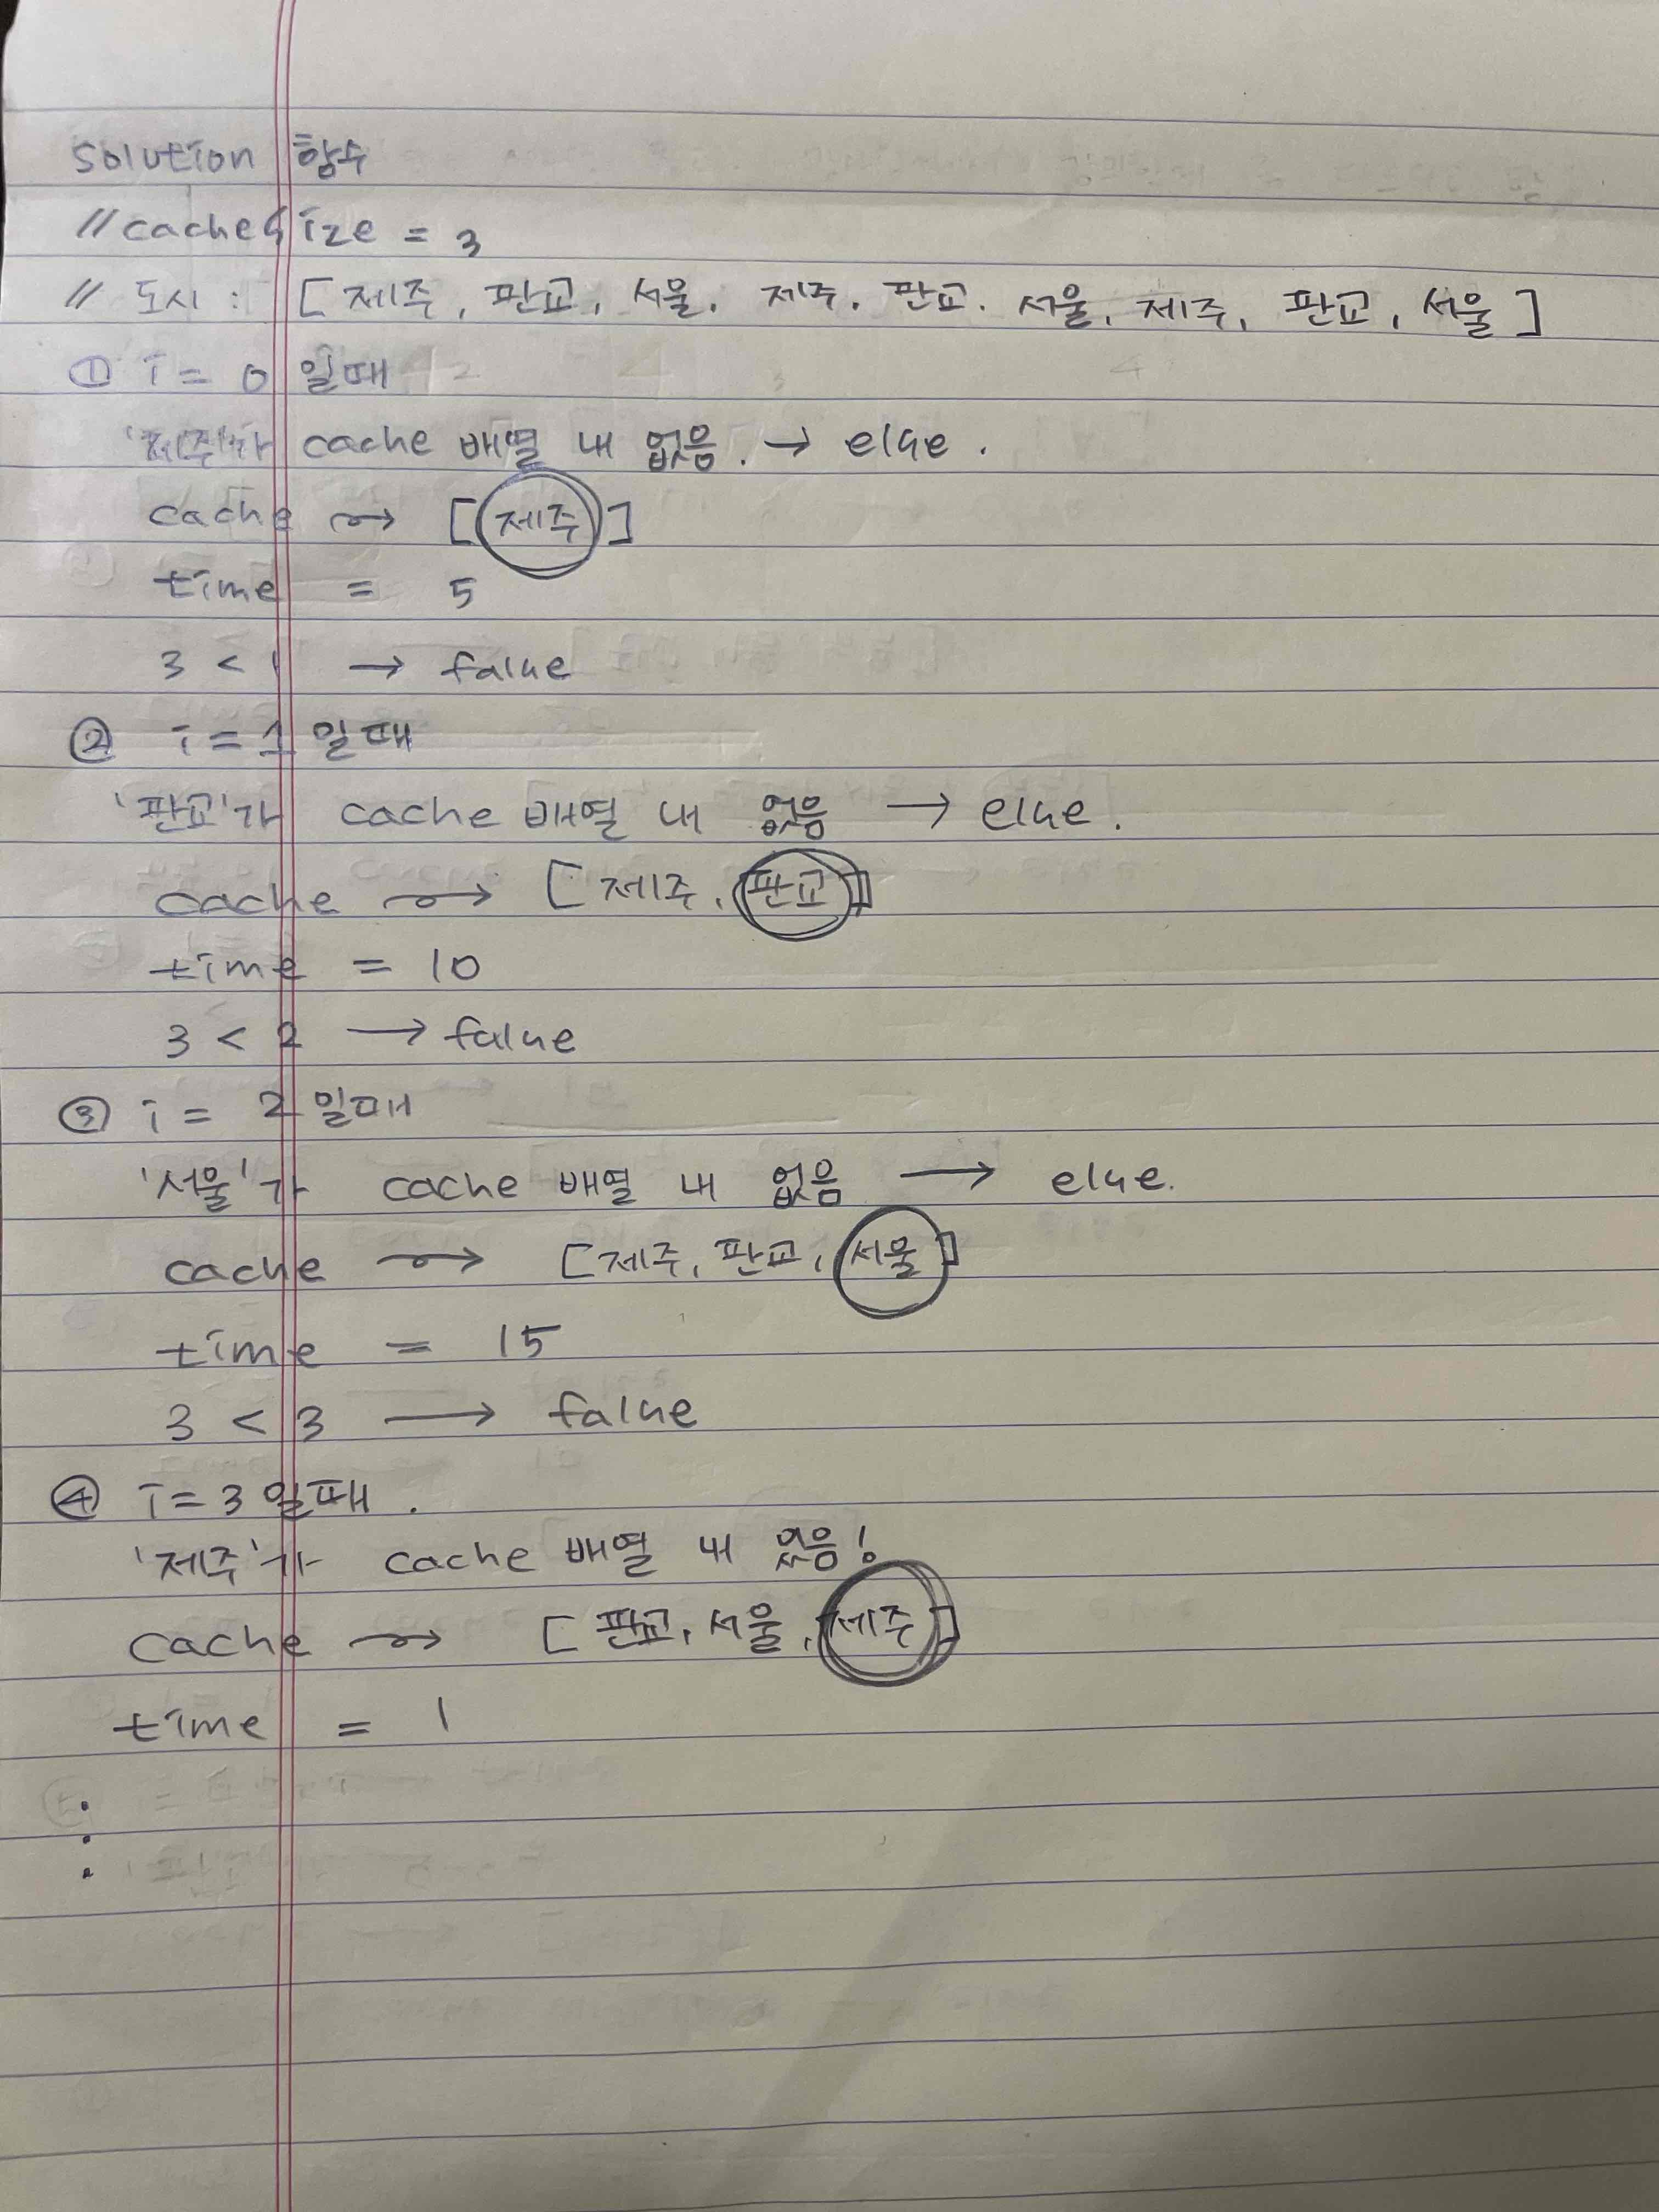 solution 함수
// cacheSize = 3
// 도시 : [ 제주, 판교, 서울, 제주, 판교, 서울, 제주, 판교, 서울 ]
① i = 0 일때
'제주'가 cache 배열 내 없음. → else.
cache ↝ [ 제주 ]
time = 5
3 < 1 → false
② i = 1 일때
'판교'가 cache 배열 내 없음 → else.
cache ↝ [ 제주, 판교 ]
time = 10
3 < 2 → false
③ i = 2 일때
'서울'가 cache 배열 내 없음 → else.
cache ↝ [ 제주, 판교, 서울 ]
time = 15
3 < 3 → false
④ i = 3 일때.
'제주'가 cache 배열 내 있음!
cache ↝ [ 판교, 서울, 제주 ]
time = 1